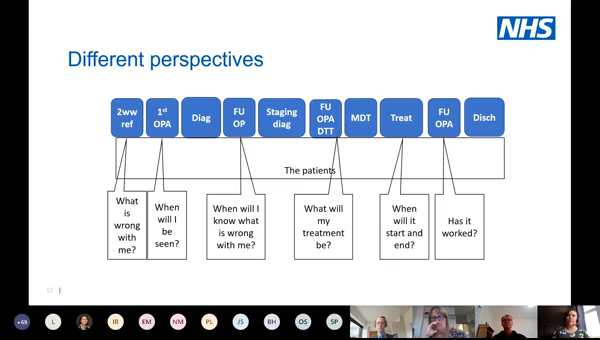 NHS
Different perspectives
2ww
ref
1st
OPA
Diag
FU
OP
Staging
diag
FU
OPA
DTT
MDT
Treat
FU
OPA
Disch
The patients
What
is
wrong
with
me?
When
will I
be
seen?
When will I
know what
is wrong
with me?
What will
my
treatment
be?
When
will it
start and
end?
Has it
worked?
12 |
+69
L
IB
EM
NM
PL
JS
BH
OS
SP